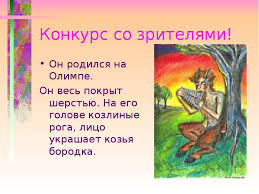 Конкурс со зрителями!
• Он родился на
Олимпе.
Он весь покрыт
шерстью. На его
голове козлиные
рога, лицо
украшает козья
бородка.